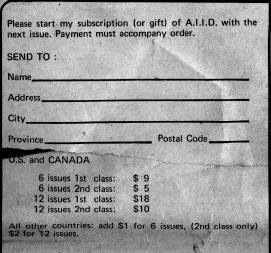 Please start my subscription (or gift) of A.I.I.D. with the
next issue. Payment must accompany order.
SEND TO :
Name
Address
City
Province Postal Code
U.S. and CANADA
6 issues 1st class: $ 9
6 issues 2nd class: $ 5
12 issues 1st class: $18
12 issues 2nd class: $10
All other countries: add $1 for 6 issues, (2nd class only)
$2 for 12 issues.